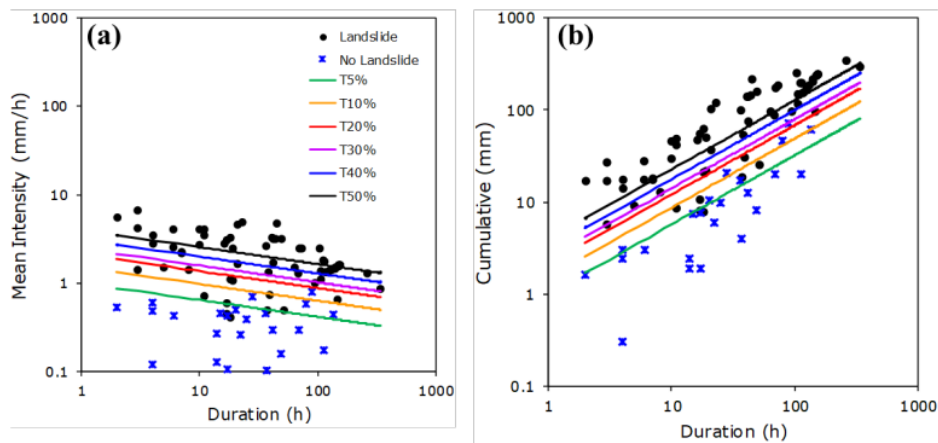 (a)
Mean Intensity (mm/h)
1000
100
10
1
0.1
1
10
100
1000
Duration (h)
Landslide
No Landslide
T5%
T10%
T20%
T30%
T40%
T50%
(b)
Cumulative (mm)
1000
100
10
1
0.1
1
10
100
1000
Duration (h)